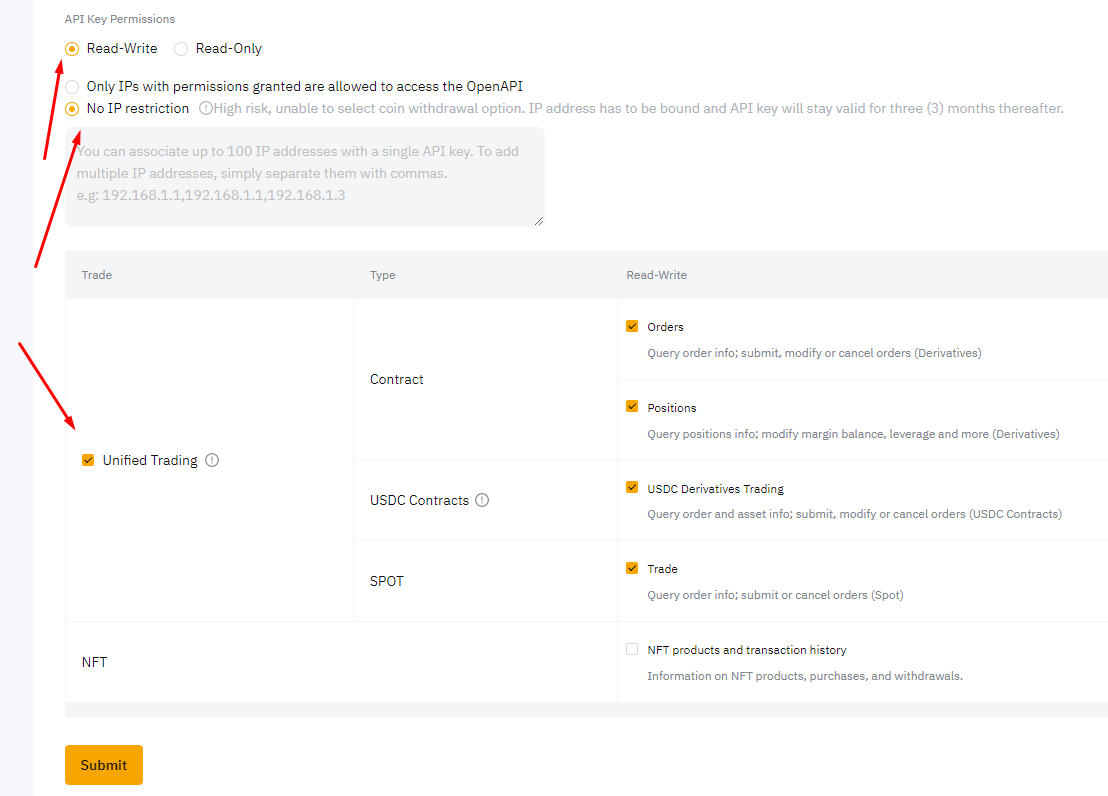 API Key Permissions
Read-Write Read-Only
Only IPs with permissions granted are allowed to access the OpenAPI
No IP restriction High risk, unable to select coin withdrawal option. IP address has to be bound and API key will stay valid for three (3) months thereafter.
You can associate up to 100 IP addresses with a single API key. To add
multiple IP addresses, simply separate them with commas.
e.g: 192.168.1.1,192.168.1.1,192.168.1.3
Trade Type Read-Write
Orders
Query order info; submit, modify or cancel orders (Derivatives)
Contract
Positions
Query positions info; modify margin balance, leverage and more (Derivatives)
Unified Trading
USDC Derivatives Trading
USDC Contracts
Query order and asset info; submit, modify or cancel orders (USDC Contracts)
Trade
SPOT
Query order info; submit or cancel orders (Spot)
NFT products and transaction history
NFT
Information on NFT products, purchases, and withdrawals.
Submit